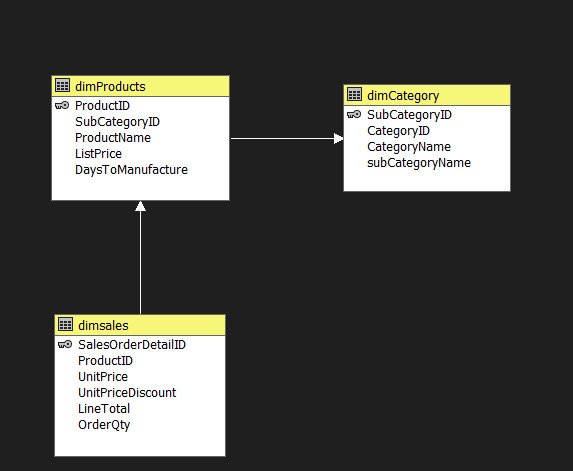 dimProducts
ProductID
SubCategoryID
ProductName
ListPrice
DaysToManufacture
dimCategory
SubCategoryID
CategoryID
CategoryName
subCategoryName
dimsales
SalesOrderDetailID
ProductID
UnitPrice
UnitPriceDiscount
LineTotal
OrderQty